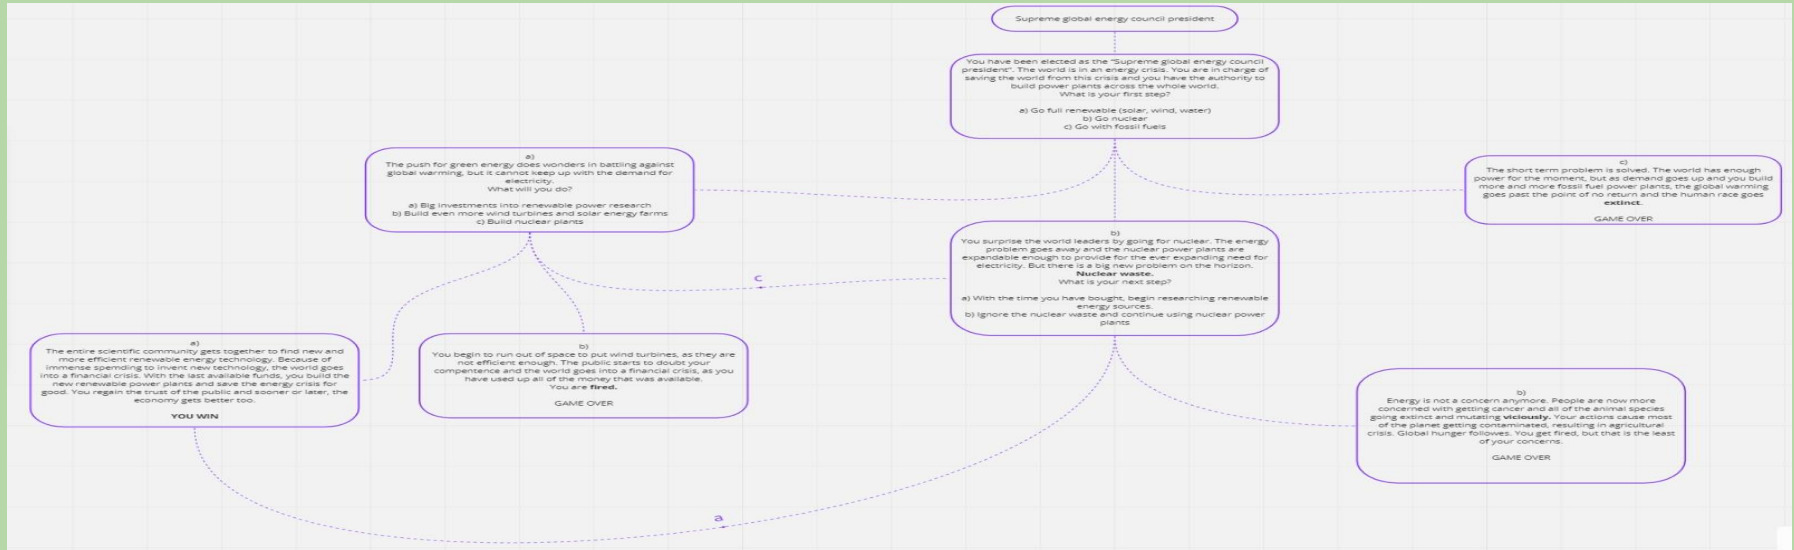 Supreme global energy council president
You have been elected as the "Supreme global energy council
president". The world is in an energy crisis. You are in charge of
saving the world from this crisis and you have the authority to
build power plants across the whole world.
What is your first step?
a) Go full renewable (solar, wind, water)
b) Go nuclear
c) Go with fossil fuels
a)
The push for green energy does wonders in battling against
global warming, but it cannot keep up with the demand for
electricity.
What will you do?
a) Big investments into renewable power research
b) Build even more wind turbines and solar energy farms
c) Build nuclear plants
c)
The short term problem is solved. The world has enough
power for the moment, but as demand goes up and you build
more and more fossil fuel power plants, the global warming
goes past the point of no return and the human race goes
extinct.
GAME OVER
b)
You surprise the world leaders by going for nuclear. The energy
problem goes away and the nuclear power plants are
expandable enough to provide for the ever expanding need for
electricity. But there is a big new problem on the horizon.
Nuclear waste.
What is your next step?
a) With the time you have bought, begin researching renewable
energy sources.
b) Ignore the nuclear waste and continue using nuclear power
plants
c
a)
The entire scientific community gets together to find new and
more efficient renewable energy technology. Because of
immense spemding to invent new technology, the world goes
into a financial crisis. With the last available funds, you build the
new renewable power plants and save the energy crisis for
good. You regain the trust of the public and sooner or later, the
economy gets better too.
YOU WIN
b)
You begin to run out of space to put wind turbines, as they are
not efficient enough. The public starts to doubt your
compentence and the world goes into a financial crisis, as you
have used up all of the money that was available.
You are fired.
GAME OVER
b)
Energy is not a concern anymore. People are now more
concerned with getting cancer and all of the animal species
going extinct and mutating viciously. Your actions cause most
of the planet getting contaminated, resulting in agricultural
crisis. Global hunger followes. You get fired, but that is the least
of your concerns.
GAME OVER
a